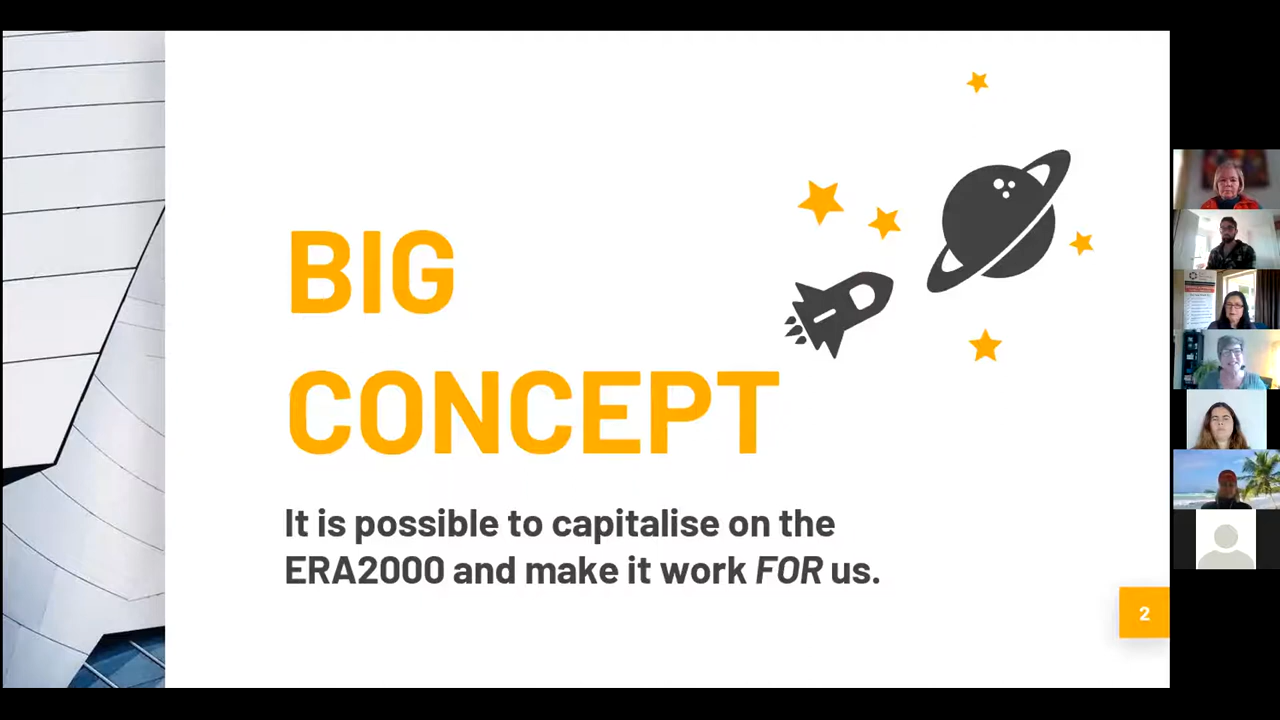 BIG
CONCEPT
It is possible to capitalise on the
ERA2000 and make it work FOR us.
2